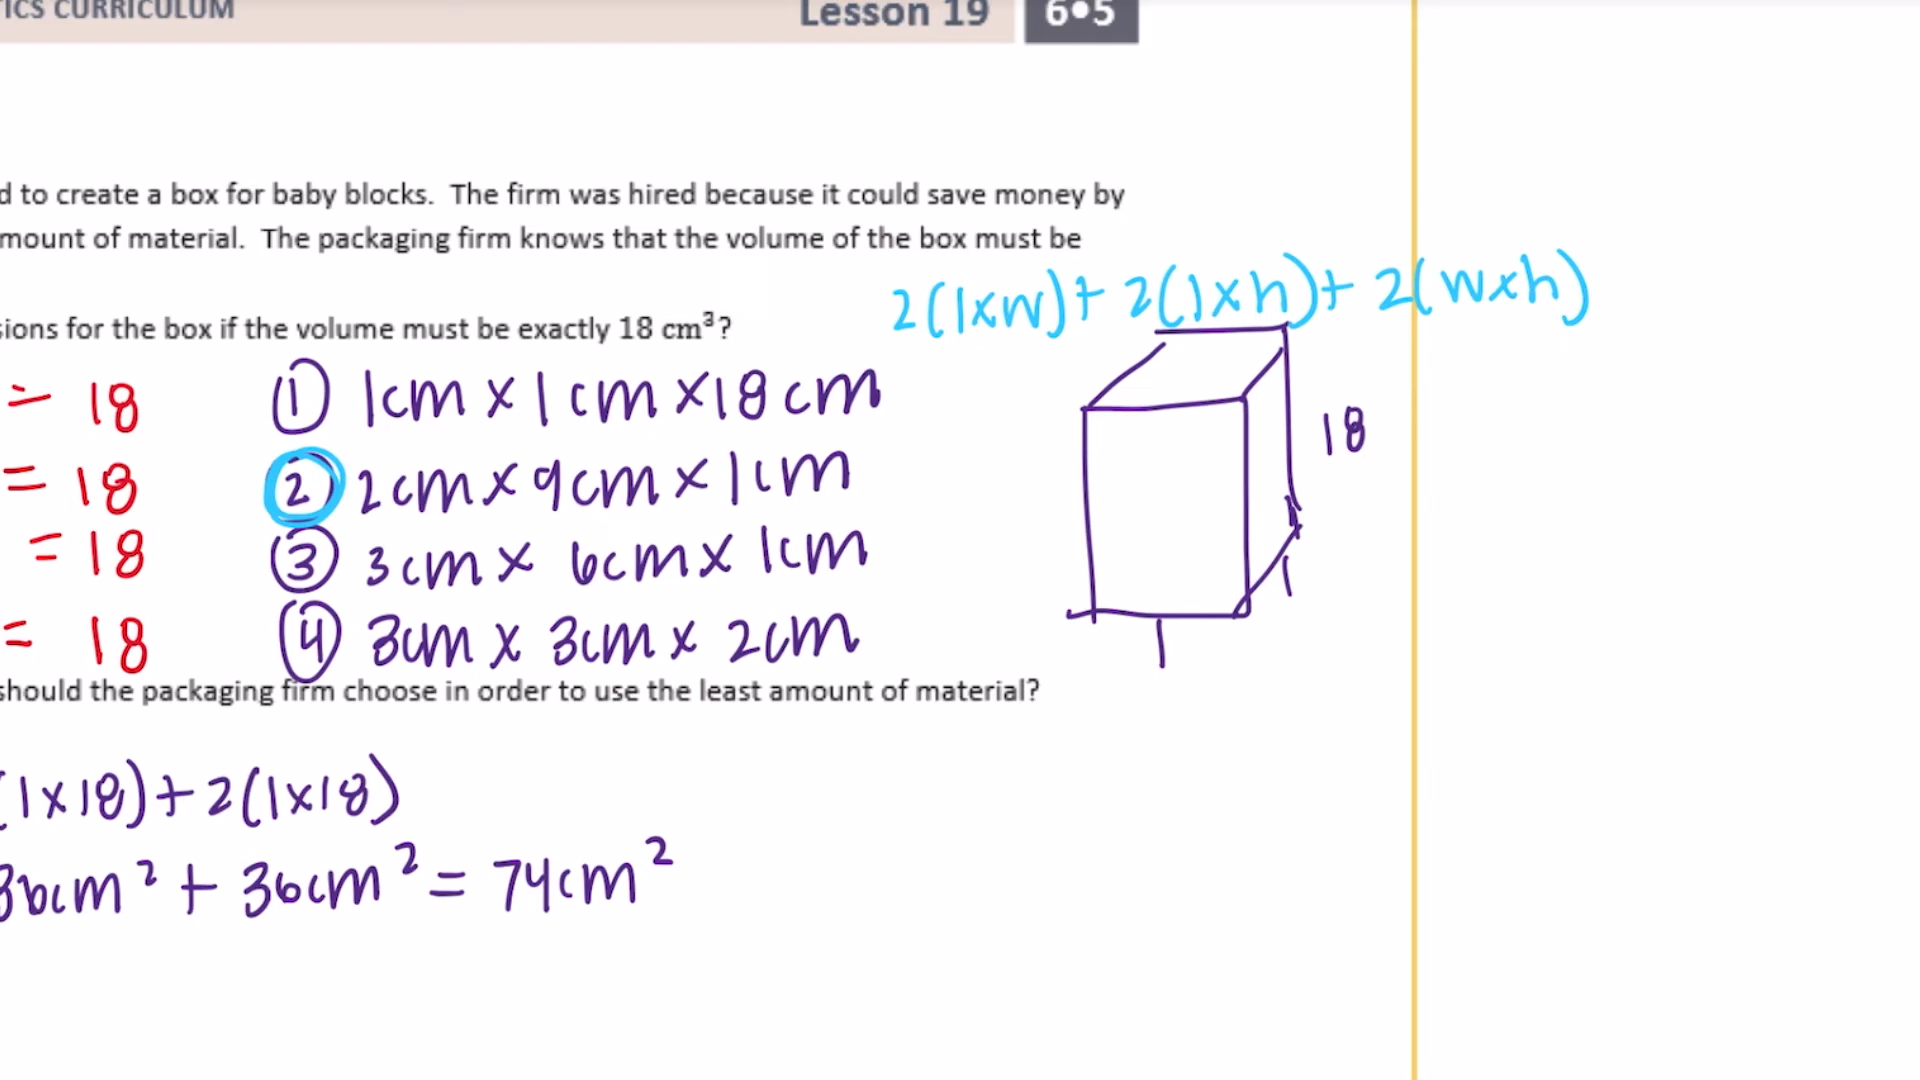 ICS CURRICULUM Lesson 19 6•5
d to create a box for baby blocks. The firm was hired because it could save money by
mount of material. The packaging firm knows that the volume of the box must be
2(l×w)+ 2(l×h)+ 2(w×h)
sions for the box if the volume must be exactly 18 cm³?
= 18 ① 1cm × 1cm ×18cm
18
= 18 ② 2cm × 9cm × 1cm
= 18 ③ 3cm × 6cm × 1cm
1
= 18 ④ 3cm × 3cm × 2cm
1
should the packaging firm choose in order to use the least amount of material?
(1×18)+2(1×18)
36cm² + 36cm² = 74cm²